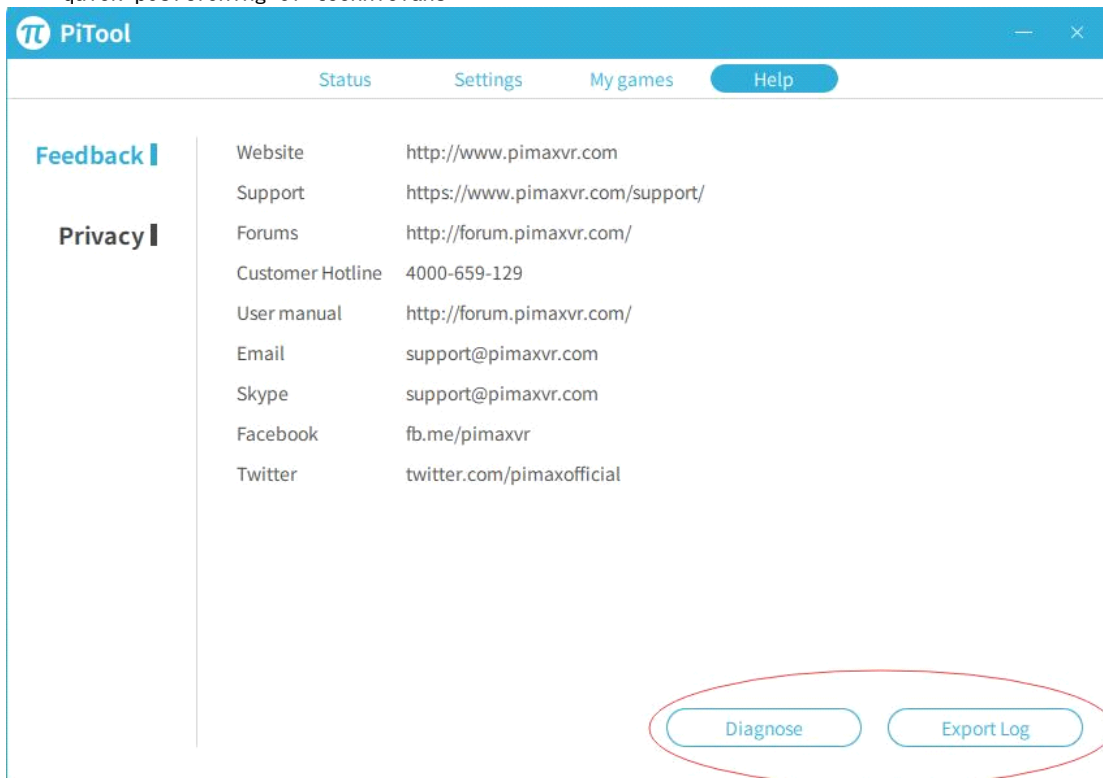 PiTool
Status Settings My games Help
Feedback
Privacy
Website http://www.pimaxvr.com
Support https://www.pimaxvr.com/support/
Forums http://forum.pimaxvr.com/
Customer Hotline 4000-659-129
User manual http://forum.pimaxvr.com/
Email support@pimaxvr.com
Skype support@pimaxvr.com
Facebook fb.me/pimaxvr
Twitter twitter.com/pimaxofficial
Diagnose Export Log